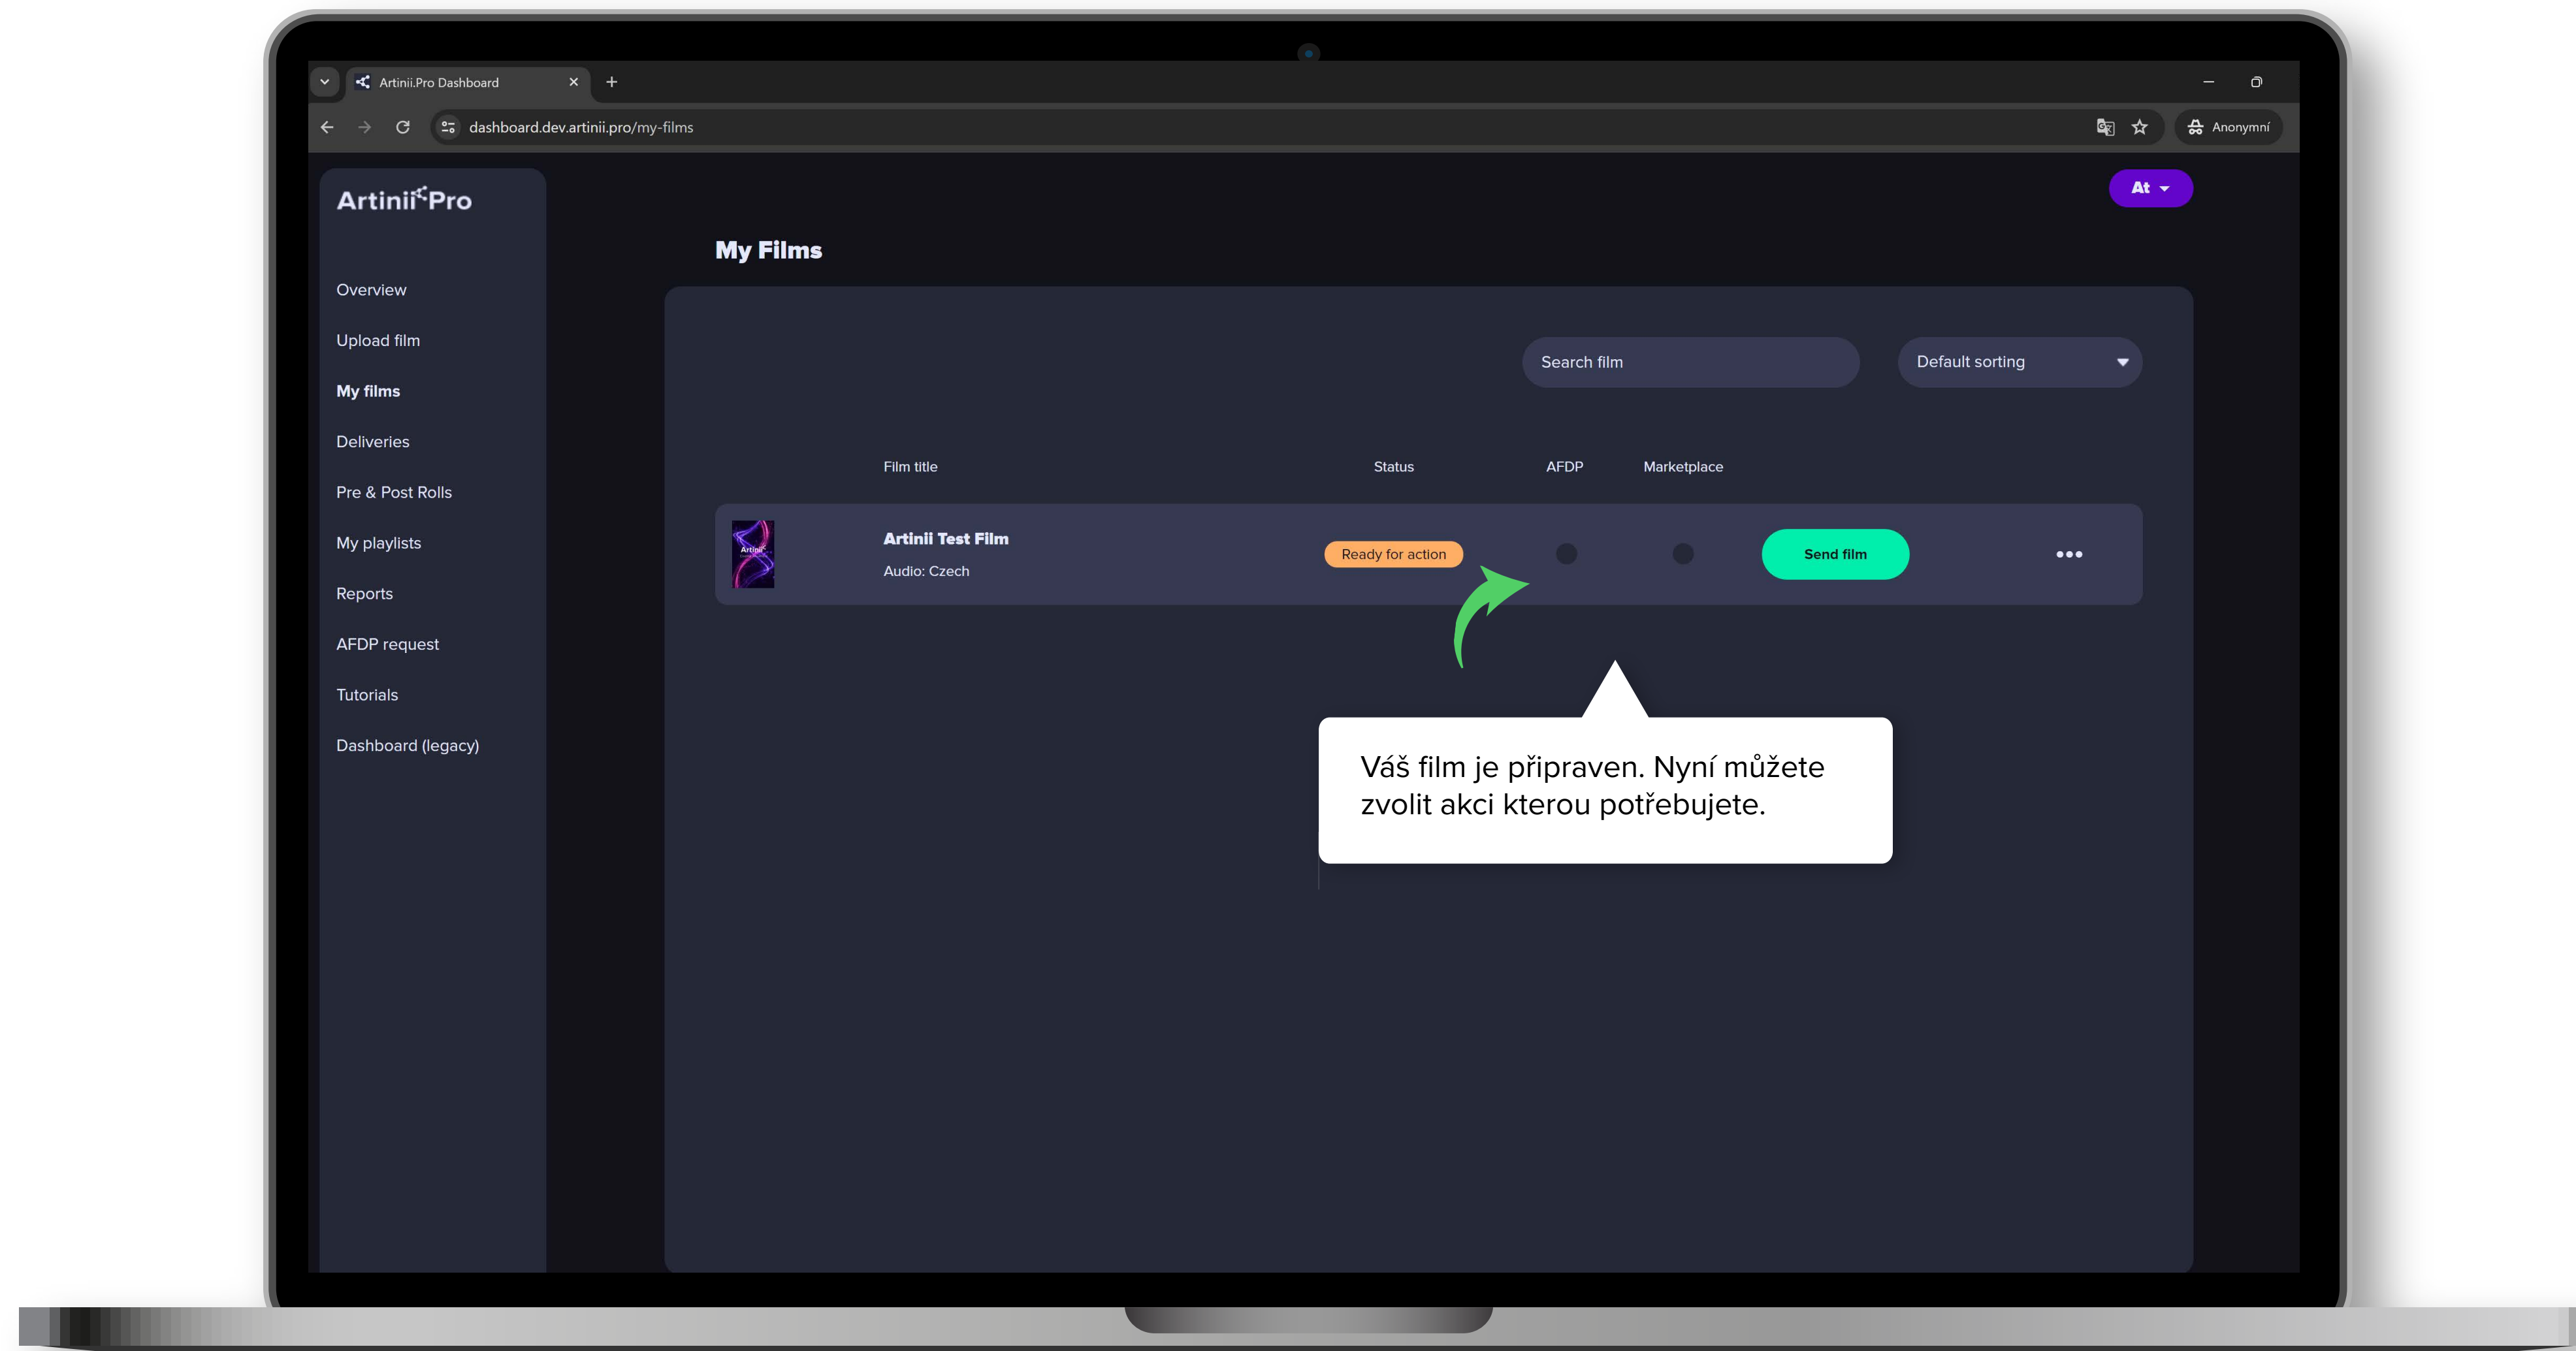 Artinii.Pro Dashboard
dashboard.dev.artinii.pro/my-films
Anonymní
Artinii Pro
At
My Films
Overview
Upload film
My films
Deliveries
Pre & Post Rolls
My playlists
Reports
AFDP request
Tutorials
Dashboard (legacy)
Search film
Default sorting
Film title Status AFDP Marketplace
Artinii
Artinii Test Film
Audio: Czech
Ready for action
Send film
Váš film je připraven. Nyní můžete
zvolit akci kterou potřebujete.